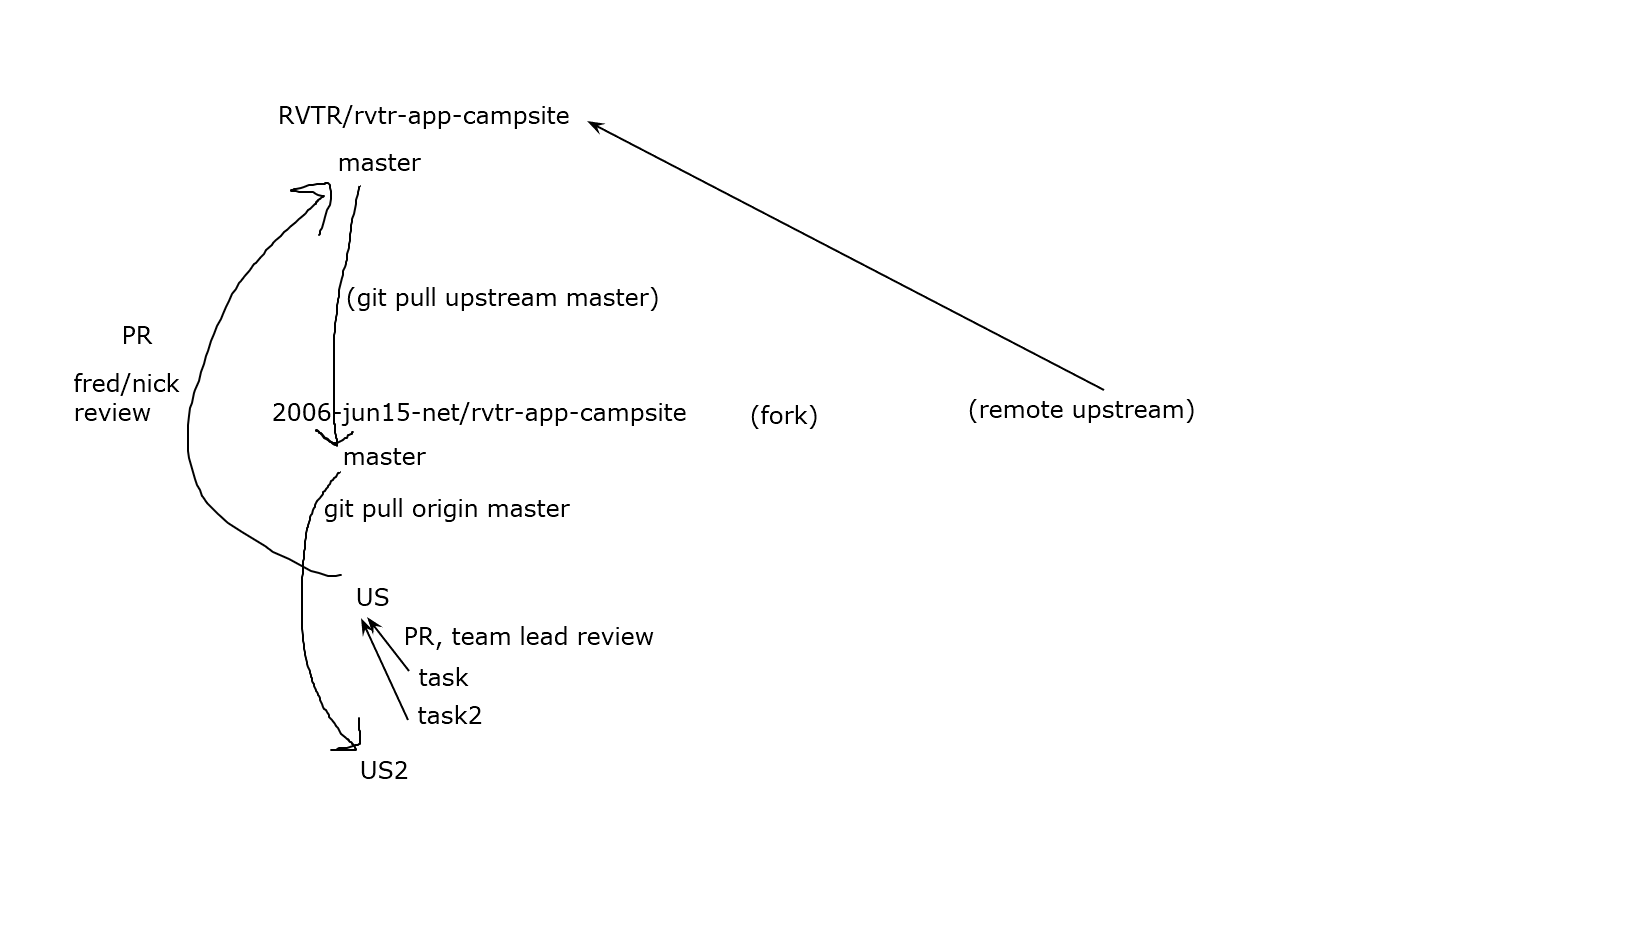 RVTR/rvtr-app-campsite
master
(git pull upstream master)
PR
fred/nick
review
2006-jun15-net/rvtr-app-campsite
(fork)
(remote upstream)
master
git pull origin master
US
PR, team lead review
task
task2
US2